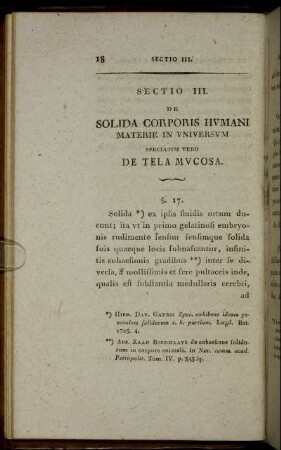 18 SECTIO III.
SECTIO III.
DE
SOLIDA CORPORIS HVMANI
MATERIE IN VNIVERSVM
SPECIATIM VERO
DE TELA MVCOSA.
§. 17.
Solida *) ex ipſis fluidis ortum du-
cunt; ita vt in primo gelatinoſi embryo-
nis rudimento ſenſim ſenſimque ſolida
ſuis quaeque locis ſubnaſcantur, infini-
tis cohaeſionis gradibus **) inter ſe di-
verſa, ſ molliſſimis et fere pultaceis inde,
qualis eſt ſubſtantia medullaris cerebri,
ad
*) HIER. DAV. GAUBII Spec. exhibens ideam ge-
neralem ſolidarum c. h. partium. Lugd. Bat.
1725. 4.
**) ABR. KAAU BOERHAAVE de cohaeſione ſolido-
rum in corpore animali. in Nov. comm. acad.
Petropolit. Tom. IV. p. 343 ſq.